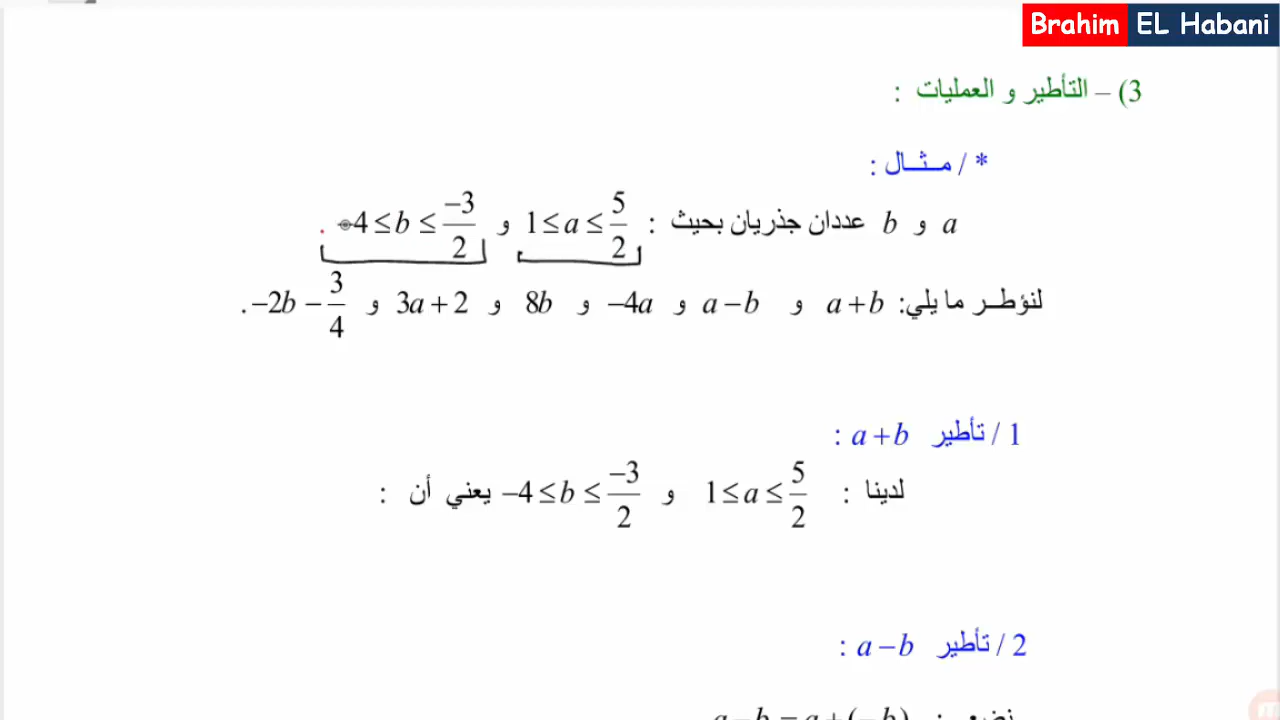 Brahim EL Habani
3) – التأطير و العمليات :
* / مـثـال :
a و b عددان جذريان بحيث : 1 ≤ a ≤ 5/2 و −4 ≤ b ≤ −3/2 .
لنؤطـر ما يلي: a + b و a − b و −4a و 8b و 3a + 2 و −2b − 3/4 .
1 / تأطير a + b :
لدينا : 1 ≤ a ≤ 5/2 و −4 ≤ b ≤ −3/2 يعني أن :
2 / تأطير a − b :
نضع : a − b = a + (−b)